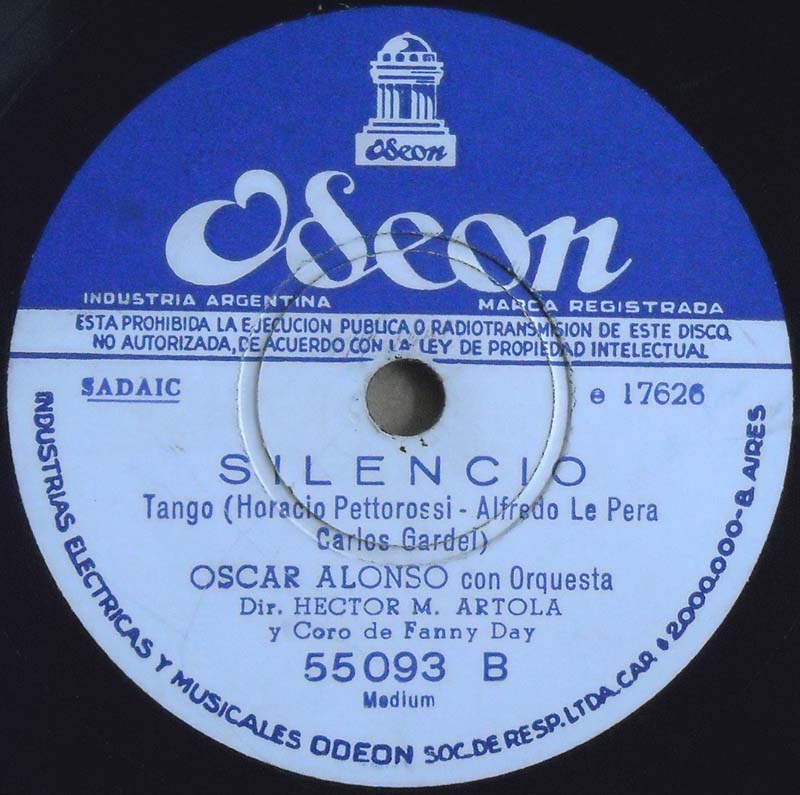 Odeon
Odeon
INDUSTRIA ARGENTINA
MARCA REGISTRADA
ESTA PROHIBIDA LA EJECUCION PUBLICA O RADIOTRANSMISION DE ESTE DISCO,
NO AUTORIZADA, DE ACUERDO CON LA LEY DE PROPIEDAD INTELECTUAL
SADAIC
e 17626
SILENCIO
Tango (Horacio Pettorossi - Alfredo Le Pera
Carlos Gardel)
OSCAR ALONSO con Orquesta
Dir. HECTOR M. ARTOLA
y Coro de Fanny Day
55093 B
Medium
INDUSTRIAS ELECTRICAS Y MUSICALES ODEON SOC. DE RESP. LTDA. CAP. $ 2.000.000 - B. AIRES